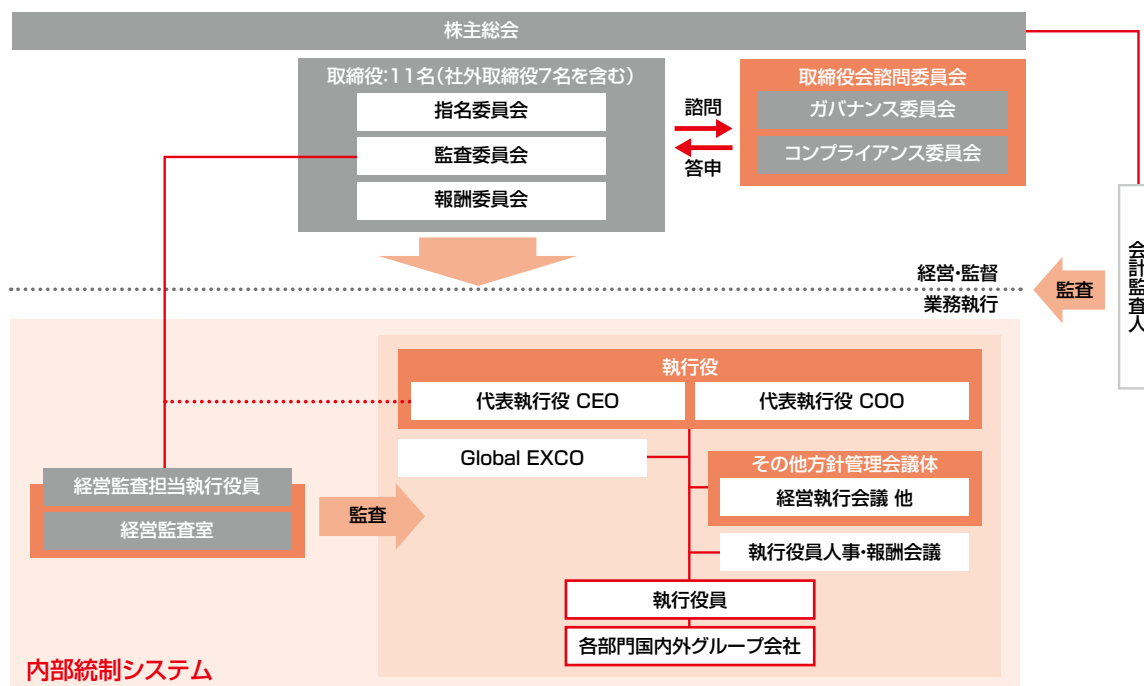 株主総会
取締役:11名(社外取締役7名を含む)
指名委員会
監査委員会
報酬委員会
諮問
答申
取締役会諮問委員会
ガバナンス委員会
コンプライアンス委員会
会計監査人
監査
経営・監督
業務執行
執行役
代表執行役 CEO
代表執行役 COO
Global EXCO
その他方針管理会議体
経営執行会議 他
執行役員人事・報酬会議
執行役員
各部門国内外グループ会社
経営監査担当執行役員
経営監査室
監査
内部統制システム